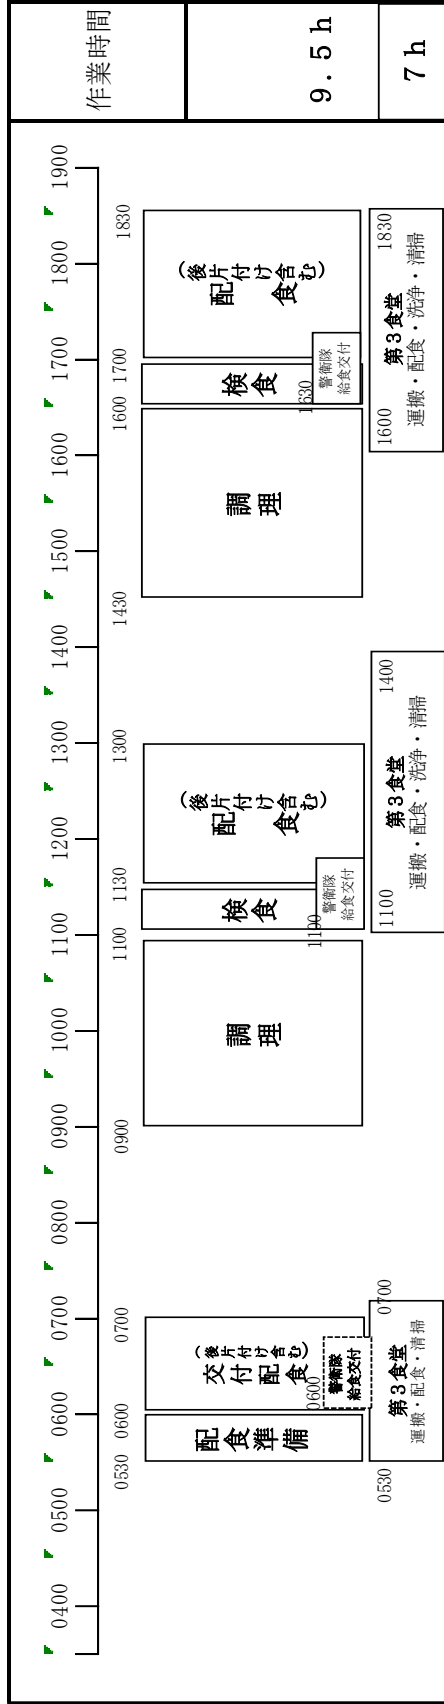 0400 0500 0600 0700 0800 0900 1000 1100 1200 1300 1400 1500 1600 1700 1800 1900
作業時間
0530 0600 0700
配食準備
交付配食
(後片付け含む)
0600
警衛隊
給食交付
0900 1100 1130 1300
調理
検食
配食
(後片付け含む)
1100
警衛隊
給食交付
1430 1600 1700 1830
調理
検食
配食
(後片付け含む)
1630
警衛隊
給食交付
9.5h
0530 0700
第3食堂
運搬・配食・清掃
1100 1400
第3食堂
運搬・配食・洗浄・清掃
1600 1830
第3食堂
運搬・配食・洗浄・清掃
7h